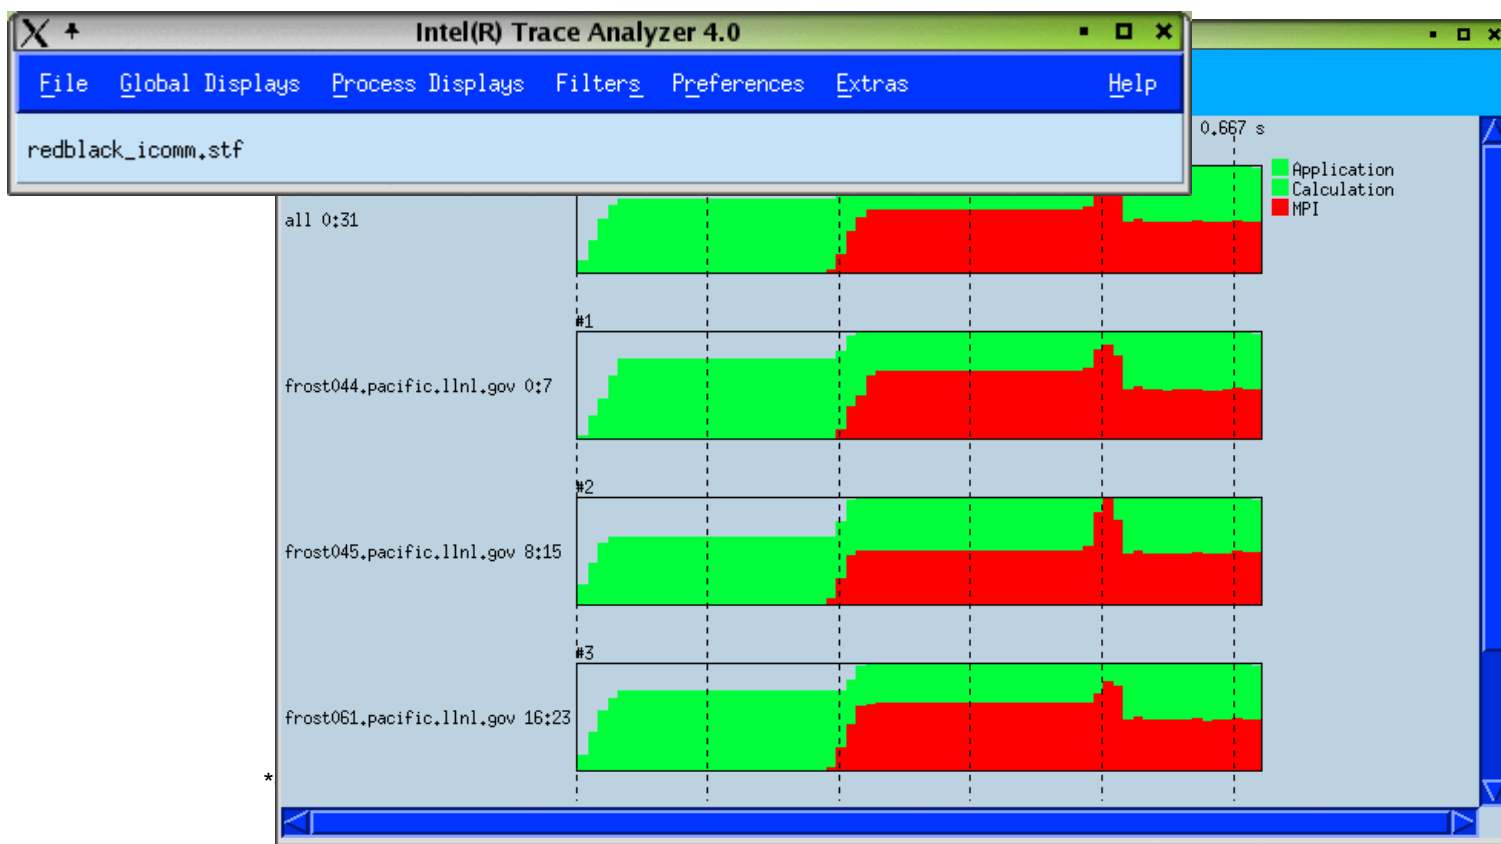 Intel(R) Trace Analyzer 4.0
File Global Displays Process Displays Filters Preferences Extras Help
redblack_icomm.stf
0.667 s
Application
Calculation
MPI
all 0:31
#1
frost044.pacific.llnl.gov 0:7
#2
frost045.pacific.llnl.gov 8:15
#3
frost061.pacific.llnl.gov 16:23
*